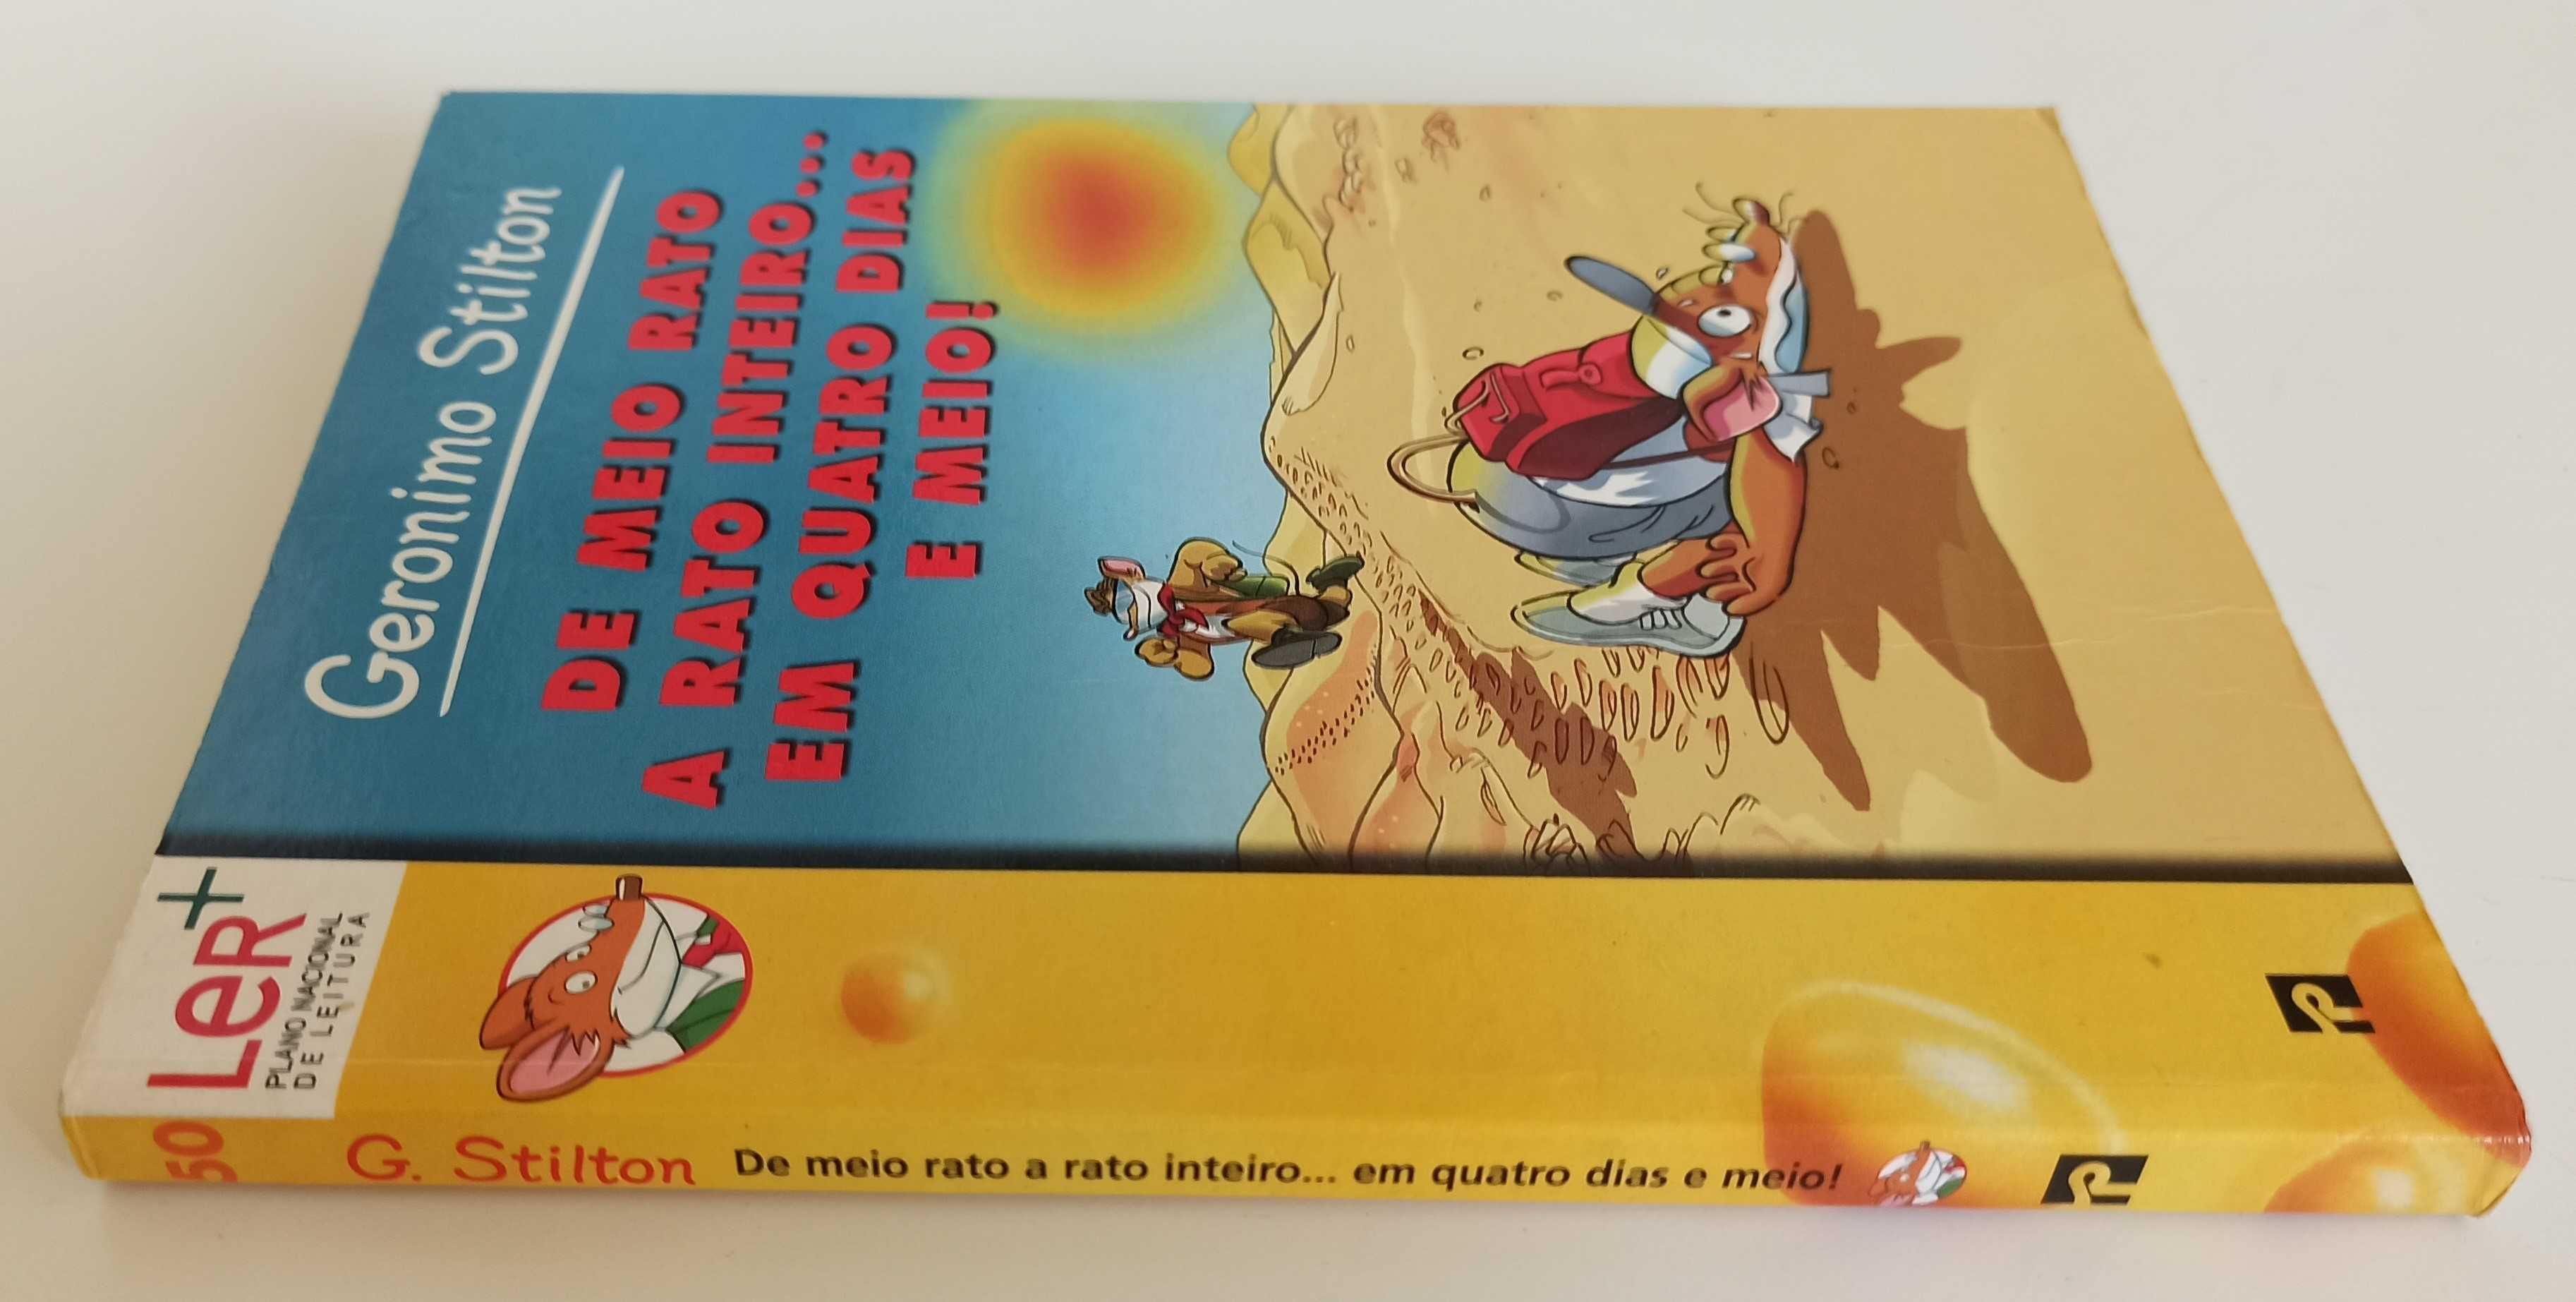 Geronimo Stilton
DE MEIO RATO
A RATO INTEIRO...
EM QUATRO DIAS
E MEIO!
LeR+
PLANO NACIONAL
DE LEITURA
50
G. Stilton De meio rato a rato inteiro... em quatro dias e meio!